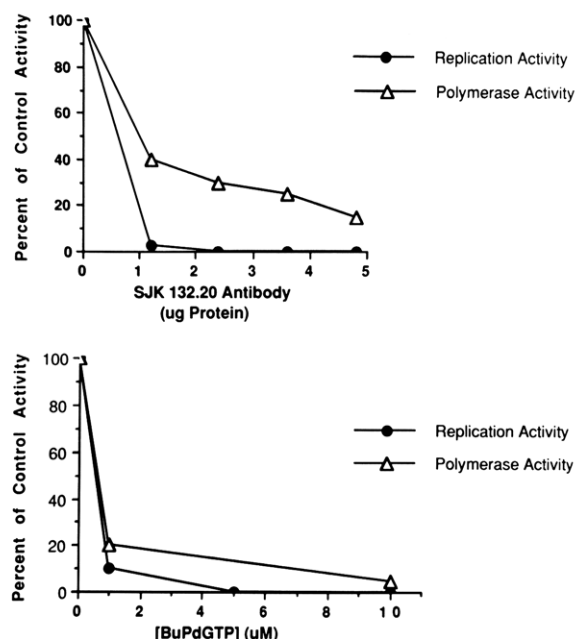 Percent of Control Activity
100
80
60
40
20
0
0 1 2 3 4 5
SJK 132.20 Antibody
(ug Protein)
Replication Activity
Polymerase Activity
Percent of Control Activity
100
80
60
40
20
0
0 2 4 6 8 10
[BuPdGTP] (uM)
Replication Activity
Polymerase Activity